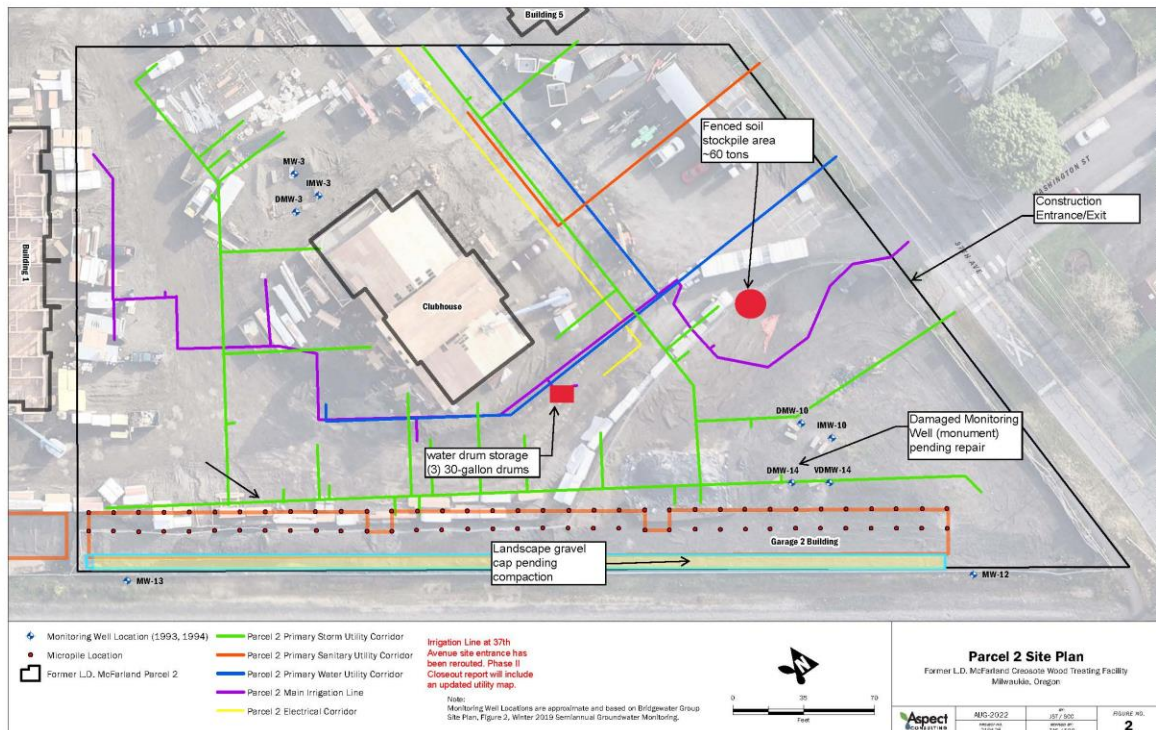 Building 5
Fenced soil
stockpile area
~60 tons
WASHINGTON ST
Construction
Entrance/Exit
37TH AVE
MW-3
IMW-3
DMW-3
Building 1
Clubhouse
water drum storage
(3) 30-gallon drums
DMW-10
IMW-10
Damaged Monitoring
Well (monument)
pending repair
DMW-14
VDMW-14
Garage 2 Building
Landscape gravel
cap pending
compaction
MW-13
MW-12
Monitoring Well Location (1993, 1994)
Micropile Location
Former L.D. McFarland Parcel 2
Parcel 2 Primary Storm Utility Corridor
Parcel 2 Primary Sanitary Utility Corridor
Parcel 2 Primary Water Utility Corridor
Parcel 2 Main Irrigation Line
Parcel 2 Electrical Corridor
Irrigation Line at 37th
Avenue site entrance has
been rerouted. Phase II
Closeout report will include
an updated utility map.
Note:
Monitoring Well Locations are approximate and based on Bridgewater Group
Site Plan, Figure 2, Winter 2019 Semiannual Groundwater Monitoring.
N
0 35 70
Feet
Parcel 2 Site Plan
Former L.D. McFarland Creosote Wood Treating Facility
Milwaukie, Oregon
Aspect
CONSULTING
AUG-2022
PROJECT NO.
BY:
FIGURE NO.
2